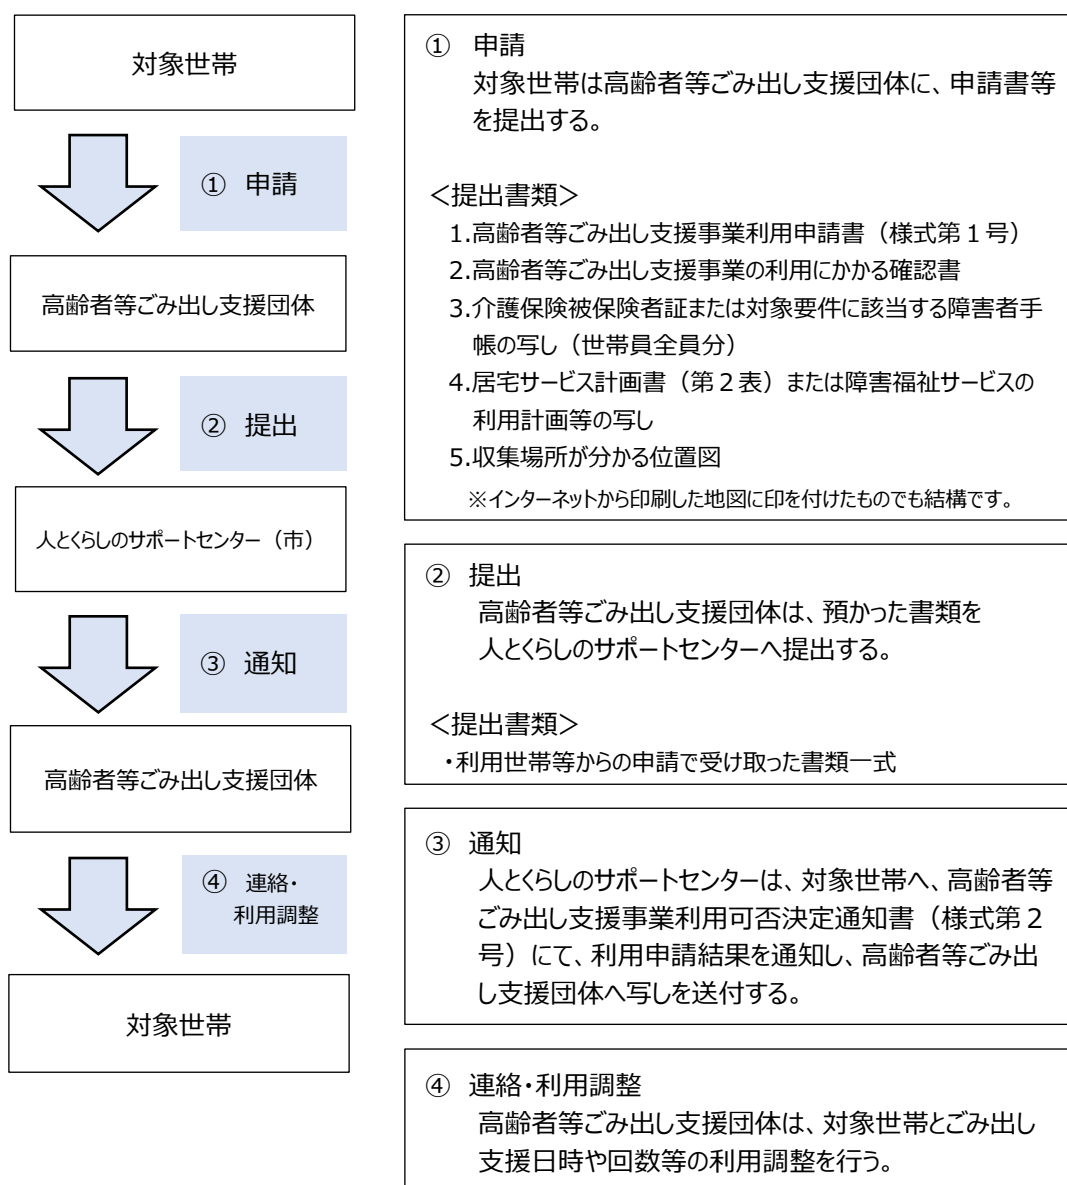 対象世帯
① 申請
高齢者等ごみ出し支援団体
② 提出
人とくらしのサポートセンター（市）
③ 通知
高齢者等ごみ出し支援団体
④ 連絡・
利用調整
対象世帯
① 申請
対象世帯は高齢者等ごみ出し支援団体に、申請書等
を提出する。
＜提出書類＞
1.高齢者等ごみ出し支援事業利用申請書（様式第１号）
2.高齢者等ごみ出し支援事業の利用にかかる確認書
3.介護保険被保険者証または対象要件に該当する障害者手
帳の写し（世帯員全員分）
4.居宅サービス計画書（第２表）または障害福祉サービスの
利用計画等の写し
5.収集場所が分かる位置図
※インターネットから印刷した地図に印を付けたものでも結構です。
② 提出
高齢者等ごみ出し支援団体は、預かった書類を
人とくらしのサポートセンターへ提出する。
＜提出書類＞
・利用世帯等からの申請で受け取った書類一式
③ 通知
人とくらしのサポートセンターは、対象世帯へ、高齢者等
ごみ出し支援事業利用可否決定通知書（様式第２
号）にて、利用申請結果を通知し、高齢者等ごみ出
し支援団体へ写しを送付する。
④ 連絡・利用調整
高齢者等ごみ出し支援団体は、対象世帯とごみ出し
支援日時や回数等の利用調整を行う。